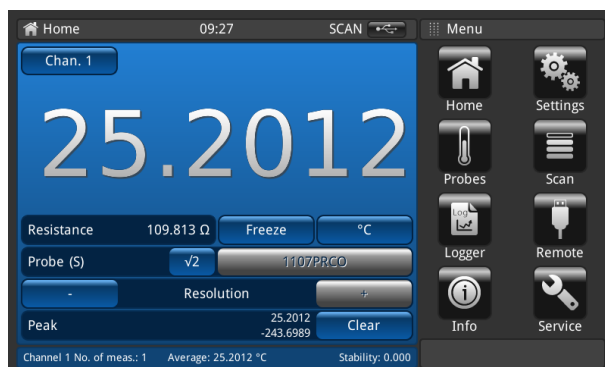 Home 09:27 SCAN
Menu
Chan. 1
25.2012
Home Settings
Probes Scan
Resistance 109.813 Ω Freeze °C
Probe (S) √2 1107PRCO
Log
Logger Remote
- Resolution +
Peak 25.2012
-243.6989 Clear
Info Service
Channel 1 No. of meas.: 1 Average: 25.2012 °C Stability: 0.000